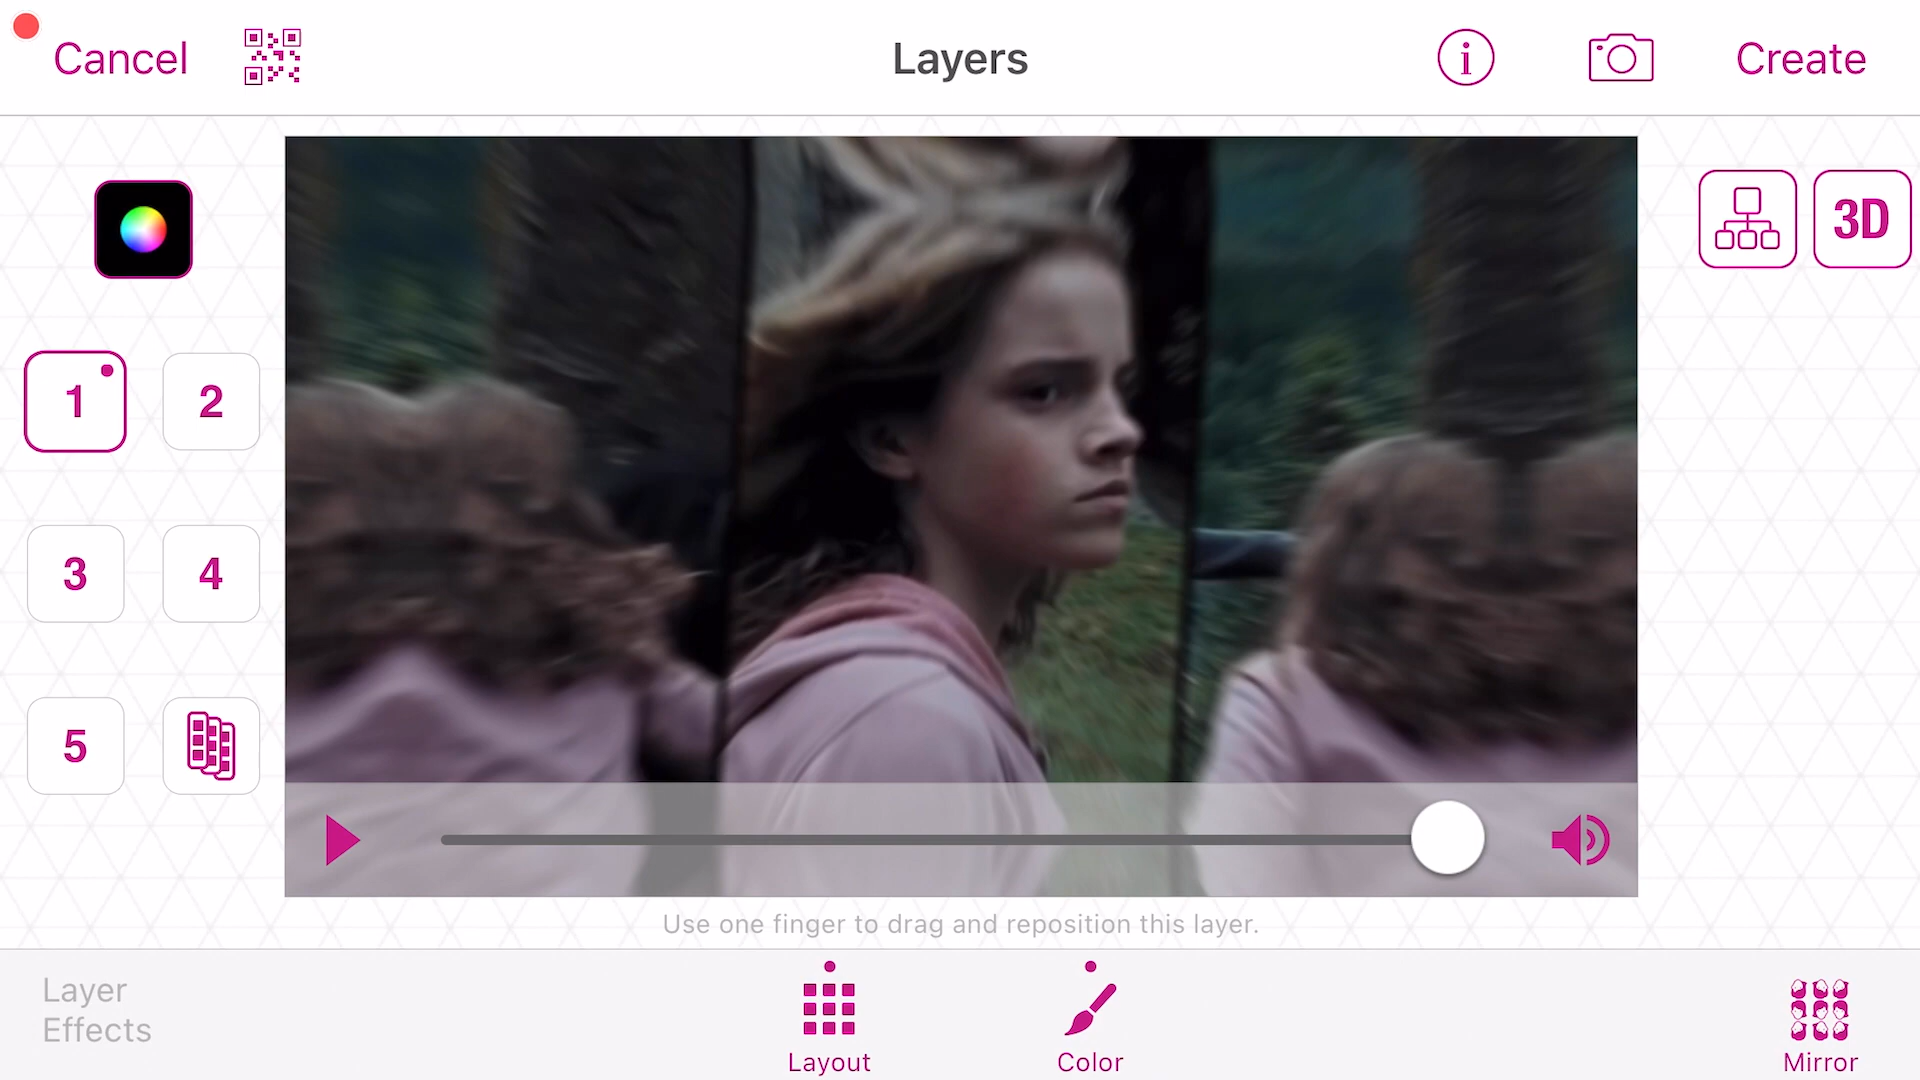 Cancel
Layers
Create
3D
1
2
3
4
5
Use one finger to drag and reposition this layer.
Layer
Effects
Layout
Color
Mirror